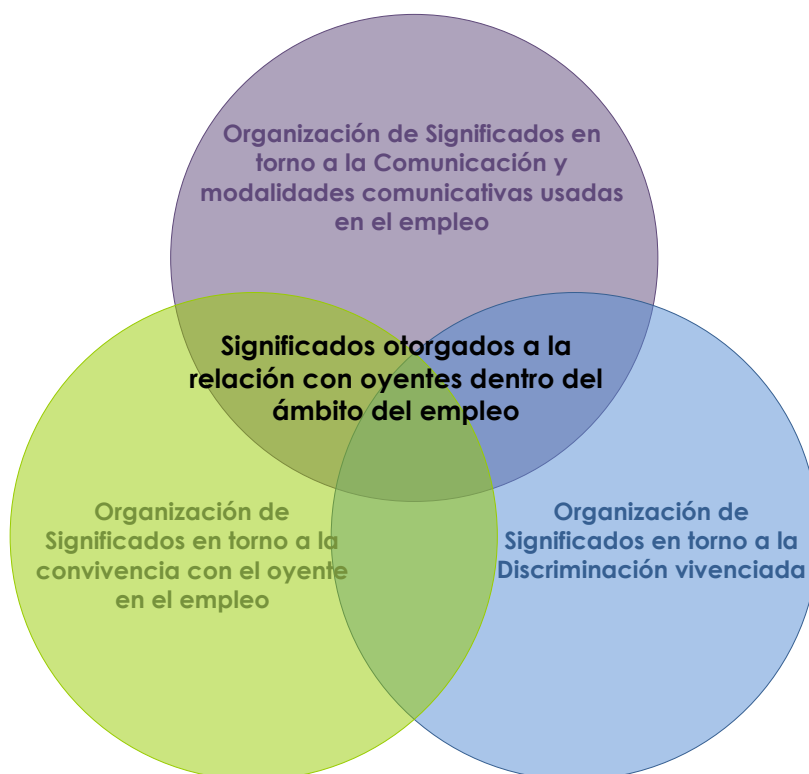 Organización de Significados en
torno a la Comunicación y
modalidades comunicativas usadas
en el empleo
Significados otorgados a la
relación con oyentes dentro del
ámbito del empleo
Organización de
Significados en torno a la
convivencia con el oyente
en el empleo
Organización de
Significados en torno a la
Discriminación vivenciada